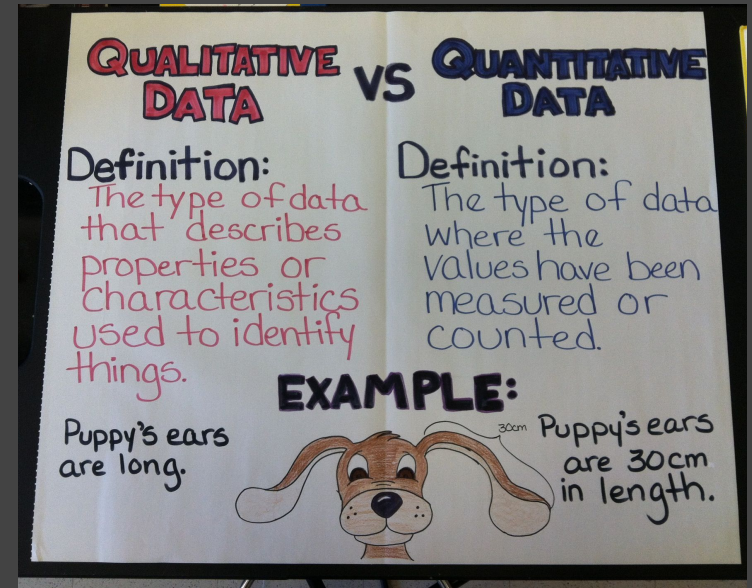 QUALITATIVE DATA
VS
QUANTITATIVE DATA
Definition:
The type of data
that describes
properties or
characteristics
used to identify
things.
Definition:
The type of data
where the
values have been
measured or
counted.
EXAMPLE:
Puppy's ears
are long.
30cm
Puppy's ears
are 30cm
in length.